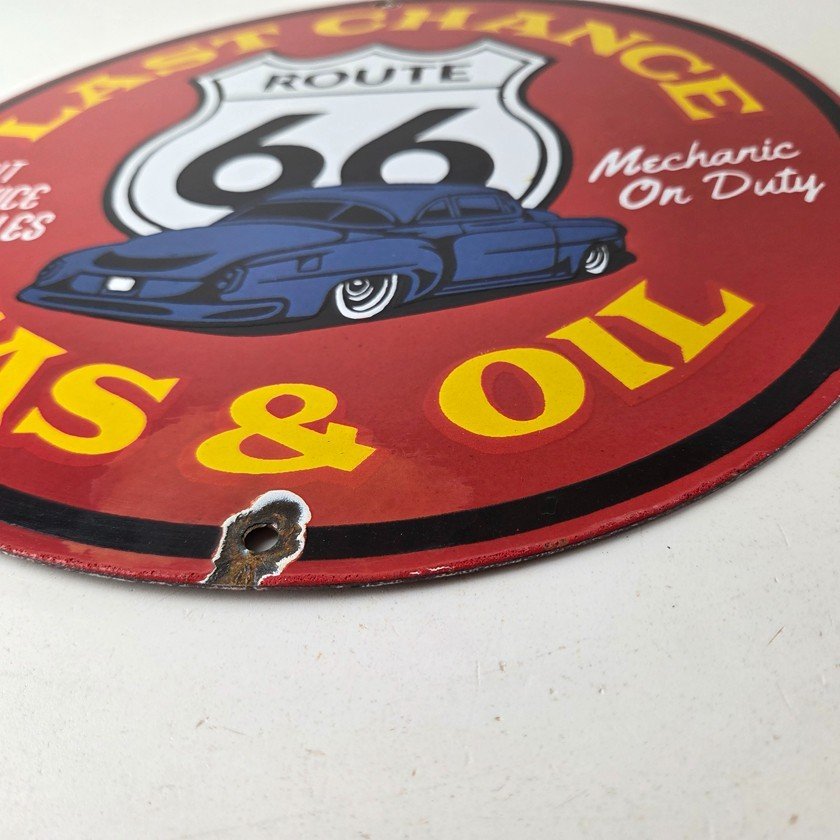 LAST CHANCE
ROUTE
66
Mechanic
On Duty
& OIL